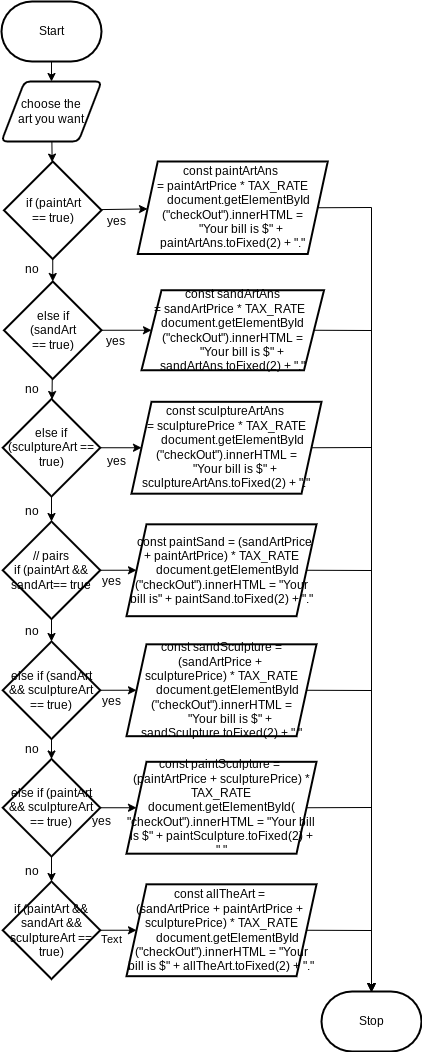 Start
choose the
art you want
if (paintArt
== true)
yes
const paintArtAns
= paintArtPrice * TAX_RATE
document.getElementById
("checkOut").innerHTML =
"Your bill is $" +
paintArtAns.toFixed(2) + "."
no
else if
(sandArt
== true)
yes
const sandArtAns
= sandArtPrice * TAX_RATE
document.getElementById
("checkOut").innerHTML =
"Your bill is $" +
sandArtAns.toFixed(2) + "."
no
else if
(sculptureArt ==
true)
yes
const sculptureArtAns
= sculpturePrice * TAX_RATE
document.getElementById
("checkOut").innerHTML =
"Your bill is $" +
sculptureArtAns.toFixed(2) + "."
no
// pairs
if (paintArt &&
sandArt== true
yes
const paintSand = (sandArtPrice
+ paintArtPrice) * TAX_RATE
document.getElementById
("checkOut").innerHTML = "Your
bill is" + paintSand.toFixed(2) + "."
no
else if (sandArt
&& sculptureArt
== true)
yes
const sandSculpture =
(sandArtPrice +
sculpturePrice) * TAX_RATE
document.getElementById
("checkOut").innerHTML =
"Your bill is $" +
sandSculpture.toFixed(2) + "."
no
else if (paintArt
&& sculptureArt
== true)
yes
const paintSculpture =
(paintArtPrice + sculpturePrice) *
TAX_RATE
document.getElementById(
"checkOut").innerHTML = "Your bill
is $" + paintSculpture.toFixed(2) +
"."
no
if (paintArt &&
sandArt &&
sculptureArt ==
true)
Text
const allTheArt =
(sandArtPrice + paintArtPrice +
sculpturePrice) * TAX_RATE
document.getElementById
("checkOut").innerHTML = "Your
bill is $" + allTheArt.toFixed(2) + "."
Stop